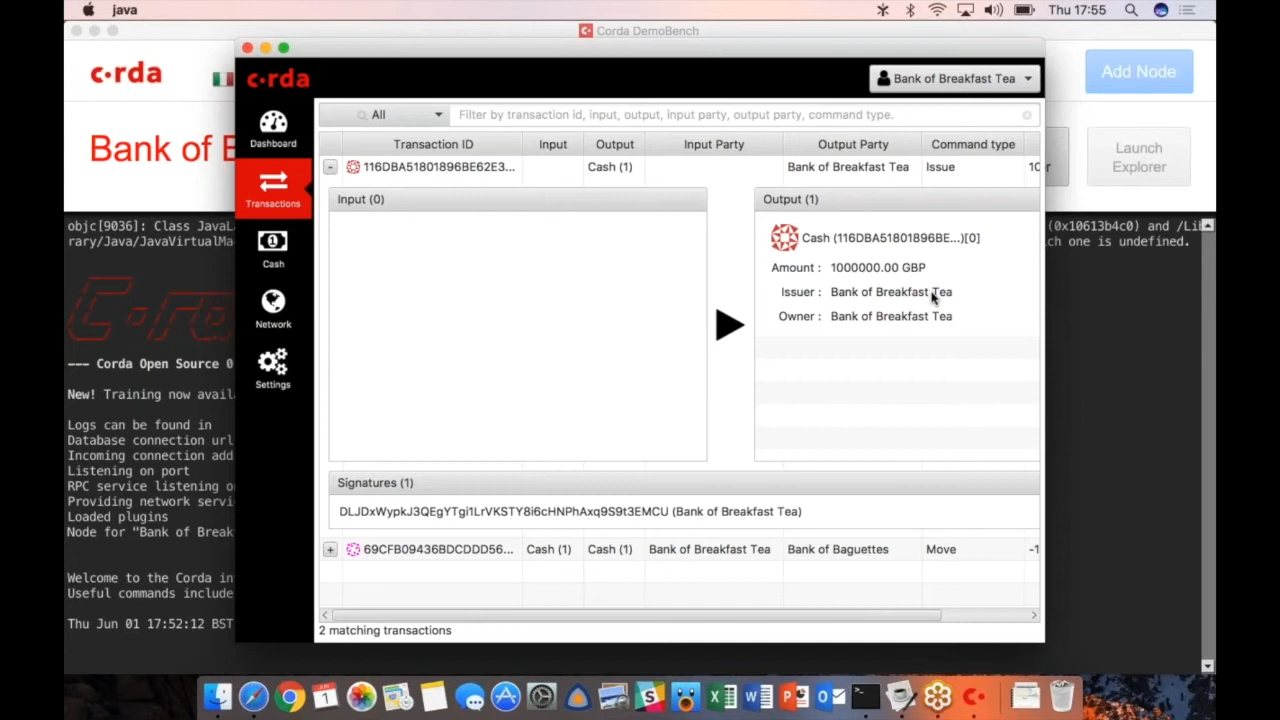 java
Thu 17:55
Corda DemoBench
c·rda
Add Node
Bank of B
Launch
Explorer
c·rda
Bank of Breakfast Tea
Dashboard
Transactions
Cash
Network
Settings
All
Filter by transaction id, input, output, input party, output party, command type.
Transaction ID Input Output Input Party Output Party Command type
116DBA51801896BE62E3... Cash (1) Bank of Breakfast Tea Issue 10
Input (0)
Output (1)
Cash (116DBA51801896BE...)[0]
Amount : 1000000.00 GBP
Issuer : Bank of Breakfast Tea
Owner : Bank of Breakfast Tea
Signatures (1)
DLJDxWypkJ3QEgYTgi1LrVKSTY8i6cHNPhAxq9S9t3EMCU (Bank of Breakfast Tea)
69CFB09436BDCDDD56... Cash (1) Cash (1) Bank of Breakfast Tea Bank of Baguettes Move -1
2 matching transactions
objc[9036]: Class JavaL
(0x10613b4c0) and /Lib
rary/Java/JavaVirtualMa
ch one is undefined.
--- Corda Open Source 0
New! Training now avail
Logs can be found in
Database connection url
Incoming connection add
Listening on port
RPC service listening o
Providing network servi
Loaded plugins
Node for "Bank of Break
Welcome to the Corda in
Useful commands include
Thu Jun 01 17:52:12 BST